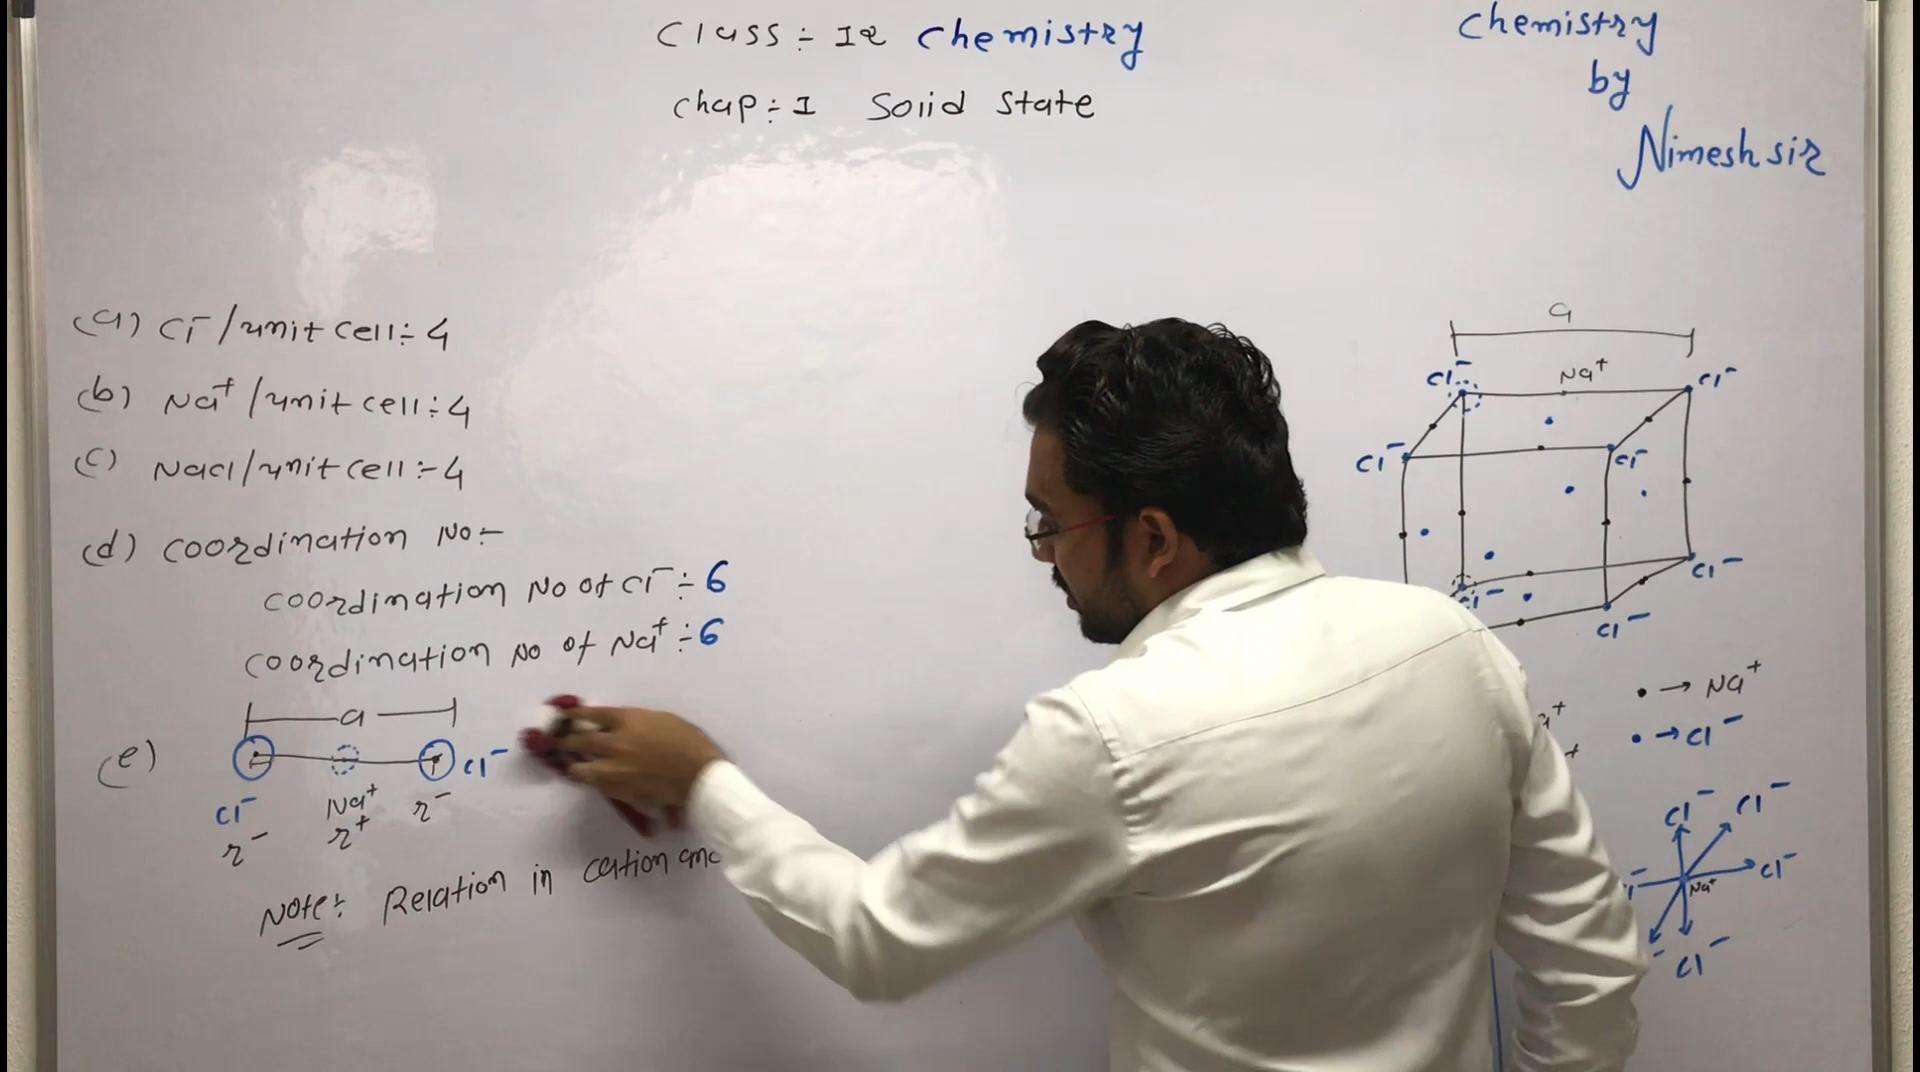 Class ÷ 12 Chemistry
Chap ÷ 1 Solid State
Chemistry
by
Nimesh sir
(a) Cl⁻ / unit cell ÷ 4
(b) Na⁺ / unit cell ÷ 4
(c) NaCl / unit cell :- 4
(d) Coordination No :-
Coordination No of Cl⁻ ÷ 6
Coordination No of Na⁺ ÷ 6
a
(e)
Cl⁻
Cl⁻ Na⁺ r⁻
r⁻ r⁺
Note ÷ Relation in cation
a
Cl⁻ Na⁺ Cl⁻
Cl⁻ Cl⁻
Cl⁻ Cl⁻
Cl⁻
• → Na⁺
• → Cl⁻
Cl⁻ Cl⁻
Na⁺ Cl⁻
Cl⁻